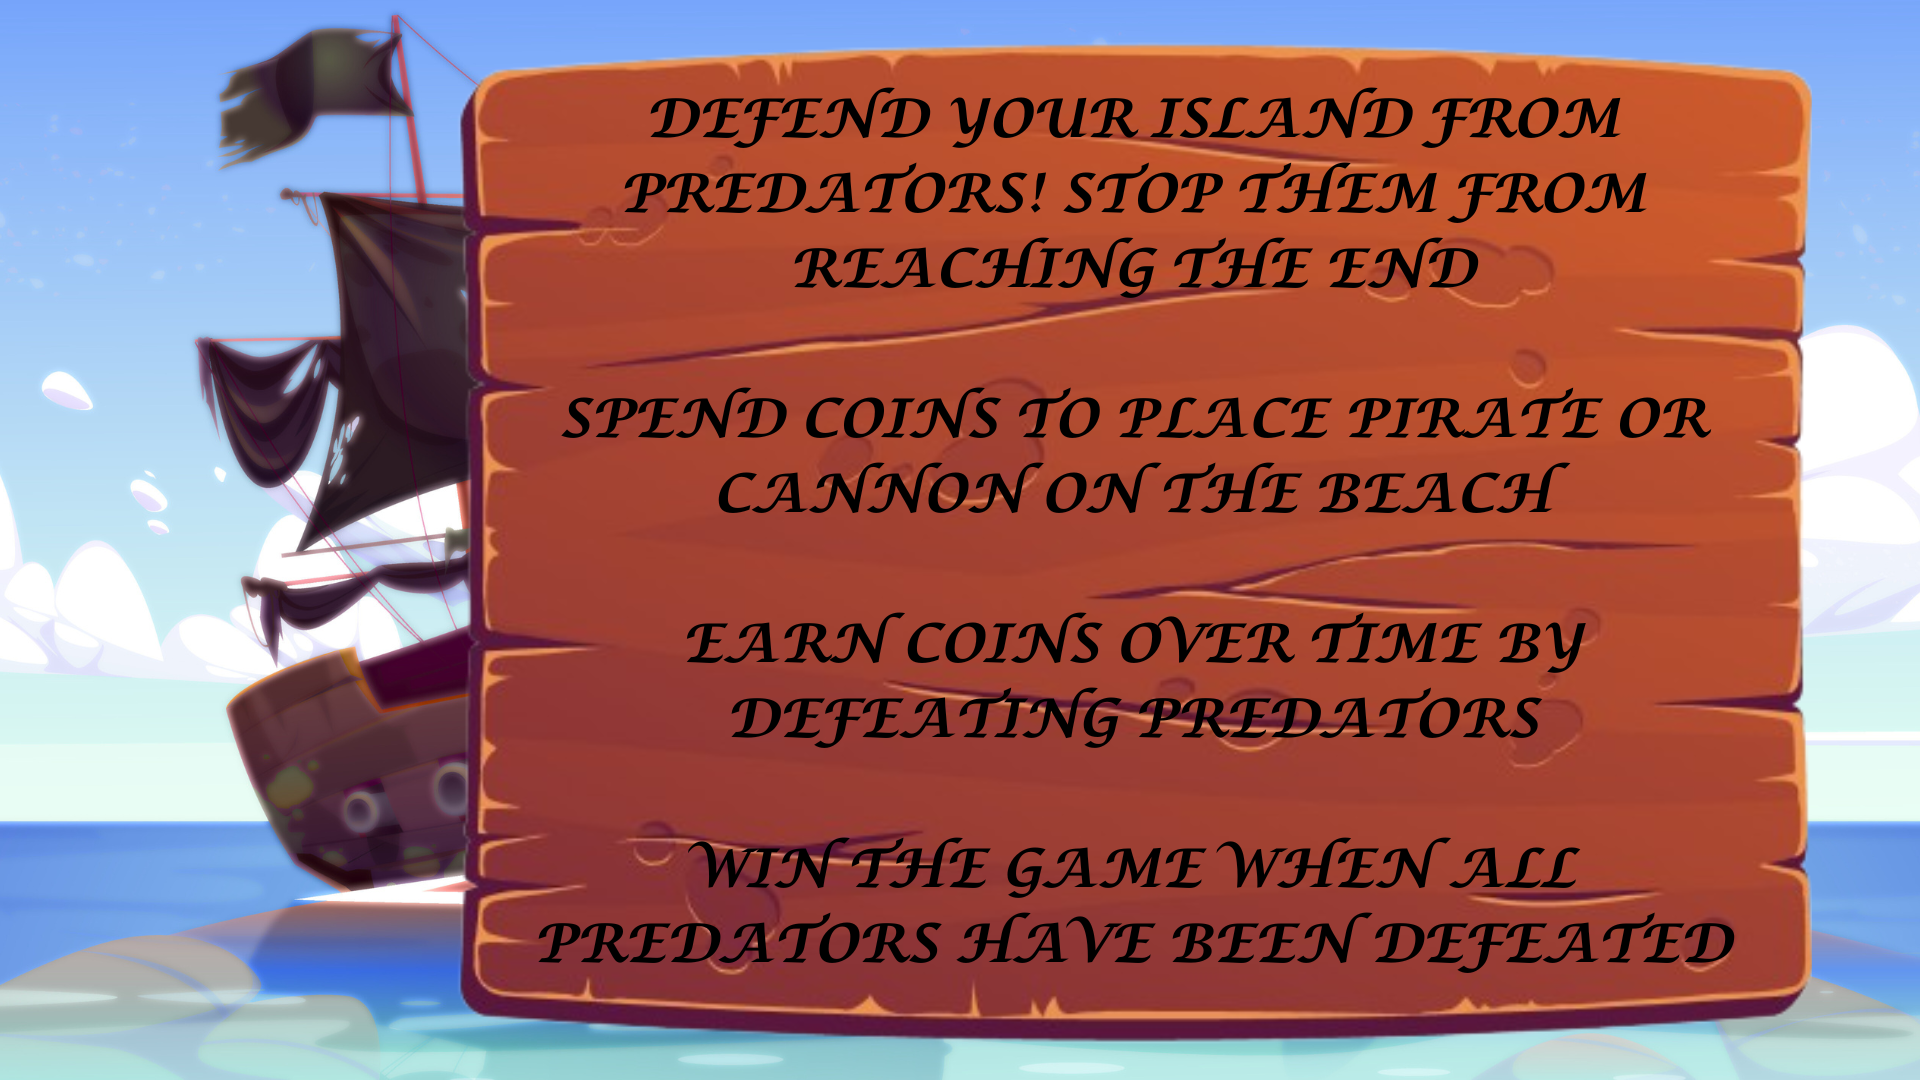 DEFEND YOUR ISLAND FROM
PREDATORS! STOP THEM FROM
REACHING THE END
SPEND COINS TO PLACE PIRATE OR
CANNON ON THE BEACH
EARN COINS OVER TIME BY
DEFEATING PREDATORS
WIN THE GAME WHEN ALL
PREDATORS HAVE BEEN DEFEATED